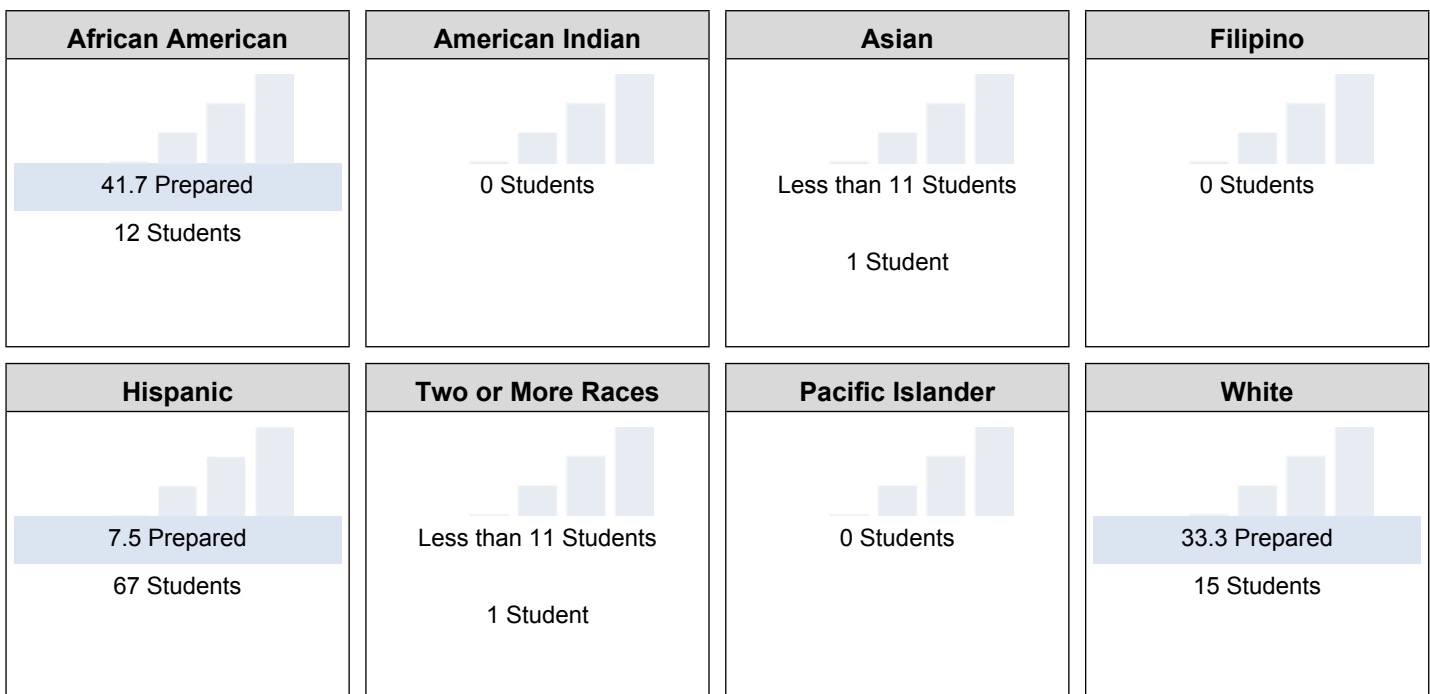 African American
41.7 Prepared
12 Students
American Indian
0 Students
Asian
Less than 11 Students
1 Student
Filipino
0 Students
Hispanic
7.5 Prepared
67 Students
Two or More Races
Less than 11 Students
1 Student
Pacific Islander
0 Students
White
33.3 Prepared
15 Students